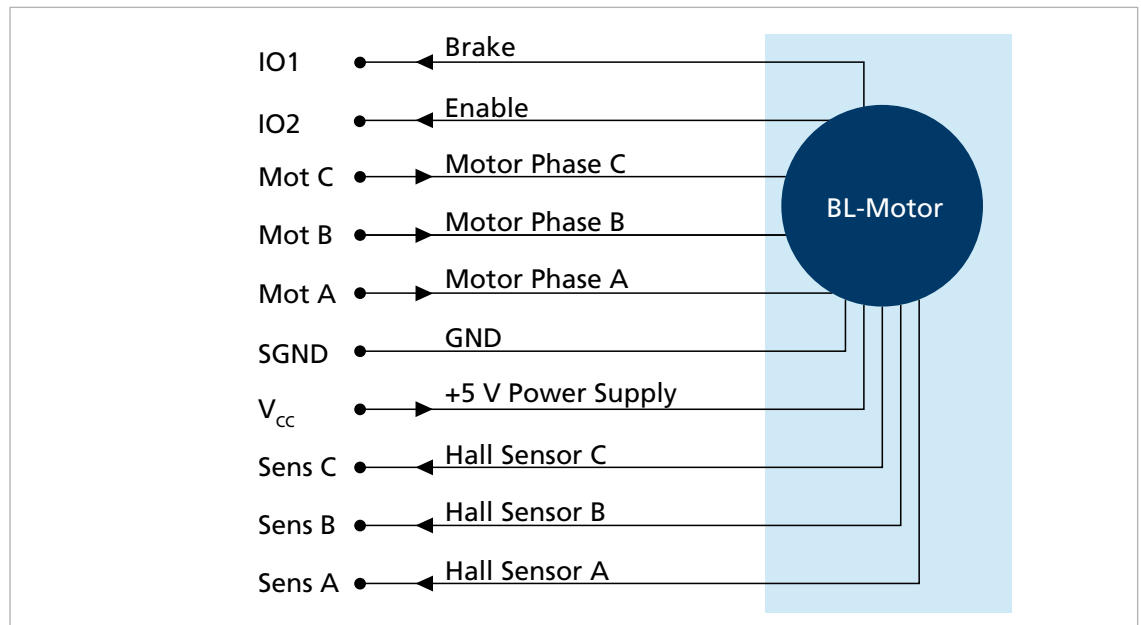 IO1 Brake
IO2 Enable
Mot C Motor Phase C
Mot B Motor Phase B
BL-Motor
Mot A Motor Phase A
SGND GND
Vcc +5 V Power Supply
Sens C Hall Sensor C
Sens B Hall Sensor B
Sens A Hall Sensor A